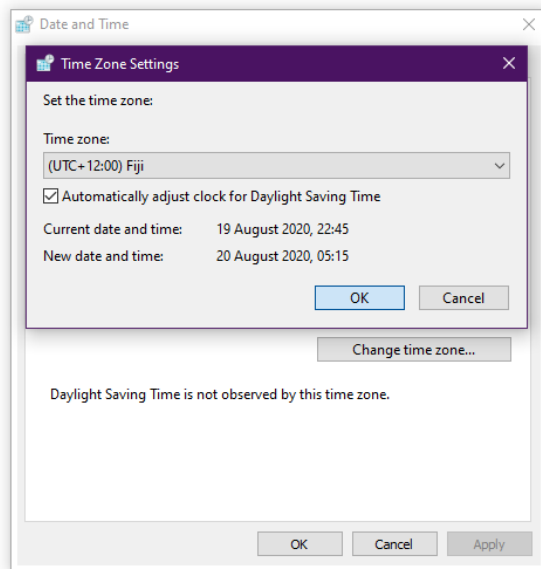 Date and Time
Time Zone Settings
Set the time zone:
Time zone:
(UTC+12:00) Fiji
Automatically adjust clock for Daylight Saving Time
Current date and time: 19 August 2020, 22:45
New date and time: 20 August 2020, 05:15
OK Cancel
Change time zone...
Daylight Saving Time is not observed by this time zone.
OK Cancel Apply